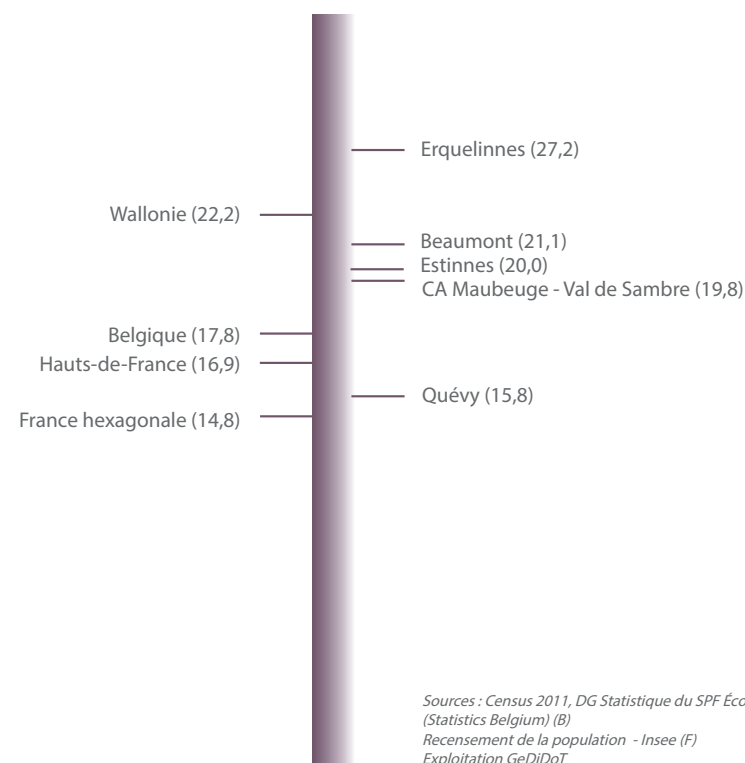 Erquelinnes (27,2)
Wallonie (22,2)
Beaumont (21,1)
Estinnes (20,0)
CA Maubeuge - Val de Sambre (19,8)
Belgique (17,8)
Hauts-de-France (16,9)
Quévy (15,8)
France hexagonale (14,8)
Sources : Census 2011, DG Statistique du SPF Éco
(Statistics Belgium) (B)
Recensement de la population - Insee (F)
Exploitation GeDiDoT